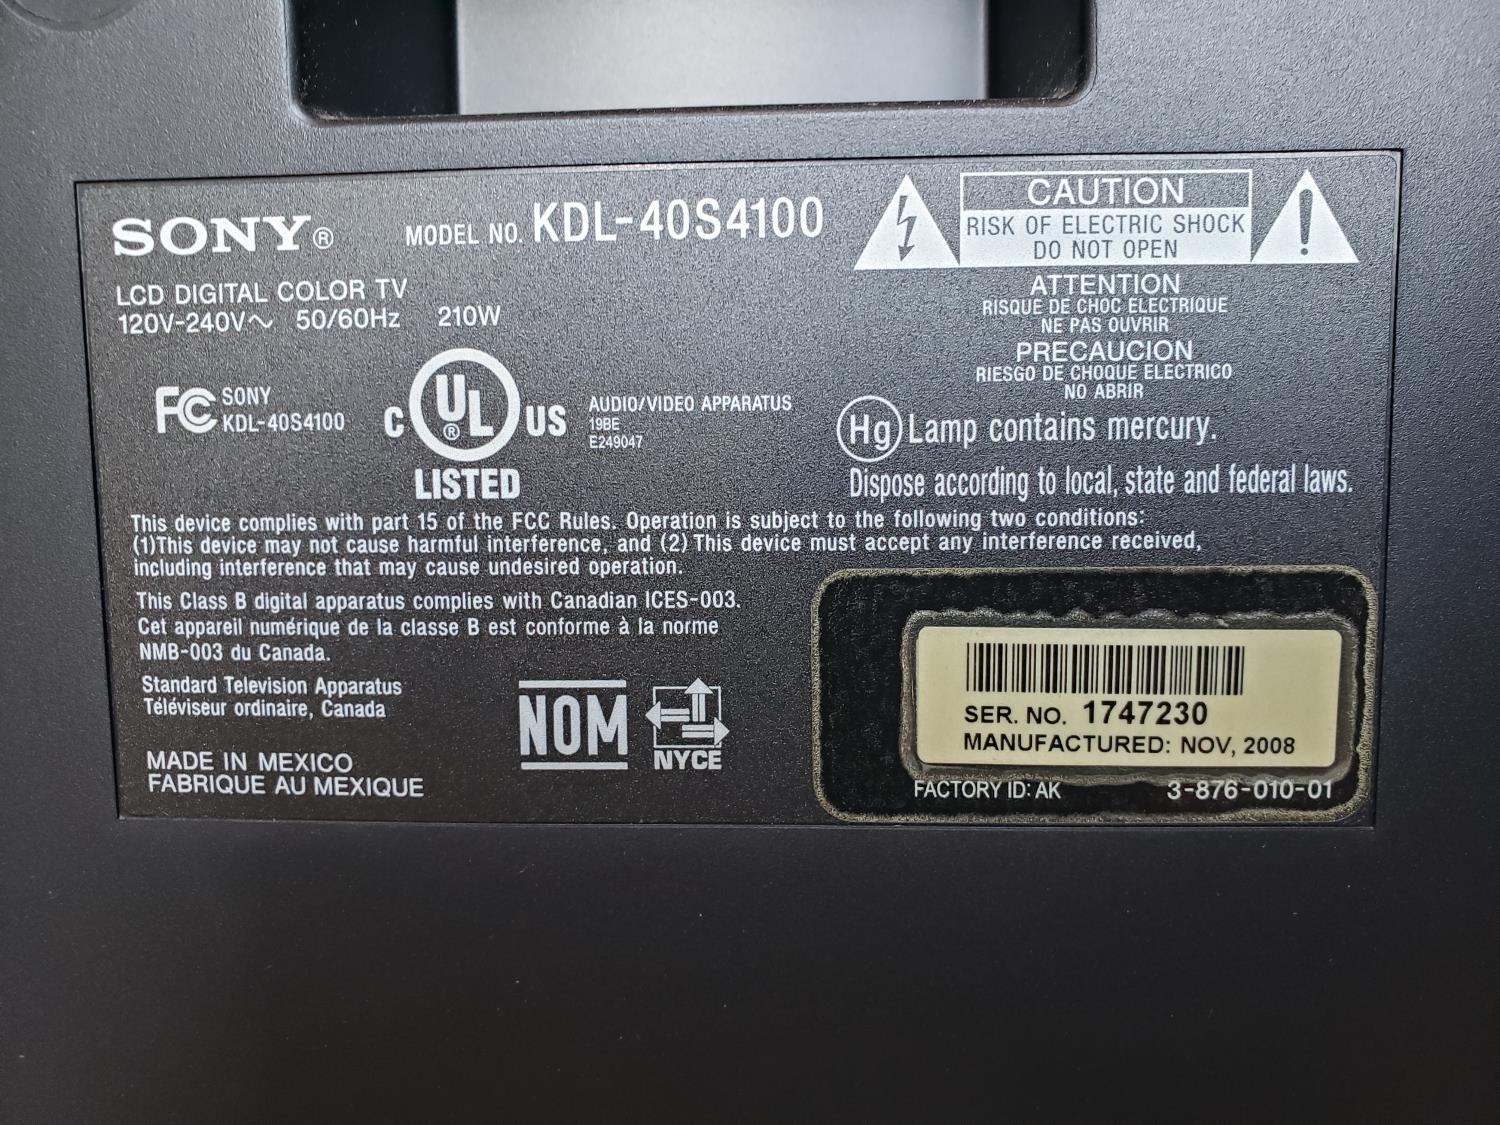 SONY® MODEL NO. KDL-40S4100
LCD DIGITAL COLOR TV
120V-240V~ 50/60Hz 210W
FC SONY
KDL-40S4100
C UL® US
LISTED
AUDIO/VIDEO APPARATUS
19BE
E249047
CAUTION
RISK OF ELECTRIC SHOCK
DO NOT OPEN
ATTENTION
RISQUE DE CHOC ELECTRIQUE
NE PAS OUVRIR
PRECAUCION
RIESGO DE CHOQUE ELECTRICO
NO ABRIR
Hg Lamp contains mercury.
Dispose according to local, state and federal laws.
This device complies with part 15 of the FCC Rules. Operation is subject to the following two conditions:
(1)This device may not cause harmful interference, and (2) This device must accept any interference received,
including interference that may cause undesired operation.
This Class B digital apparatus complies with Canadian ICES-003.
Cet appareil numérique de la classe B est conforme à la norme
NMB-003 du Canada.
Standard Television Apparatus
Téléviseur ordinaire, Canada
MADE IN MEXICO
FABRIQUE AU MEXIQUE
NOM
NYCE
SER. NO. 1747230
MANUFACTURED: NOV, 2008
FACTORY ID: AK 3-876-010-01